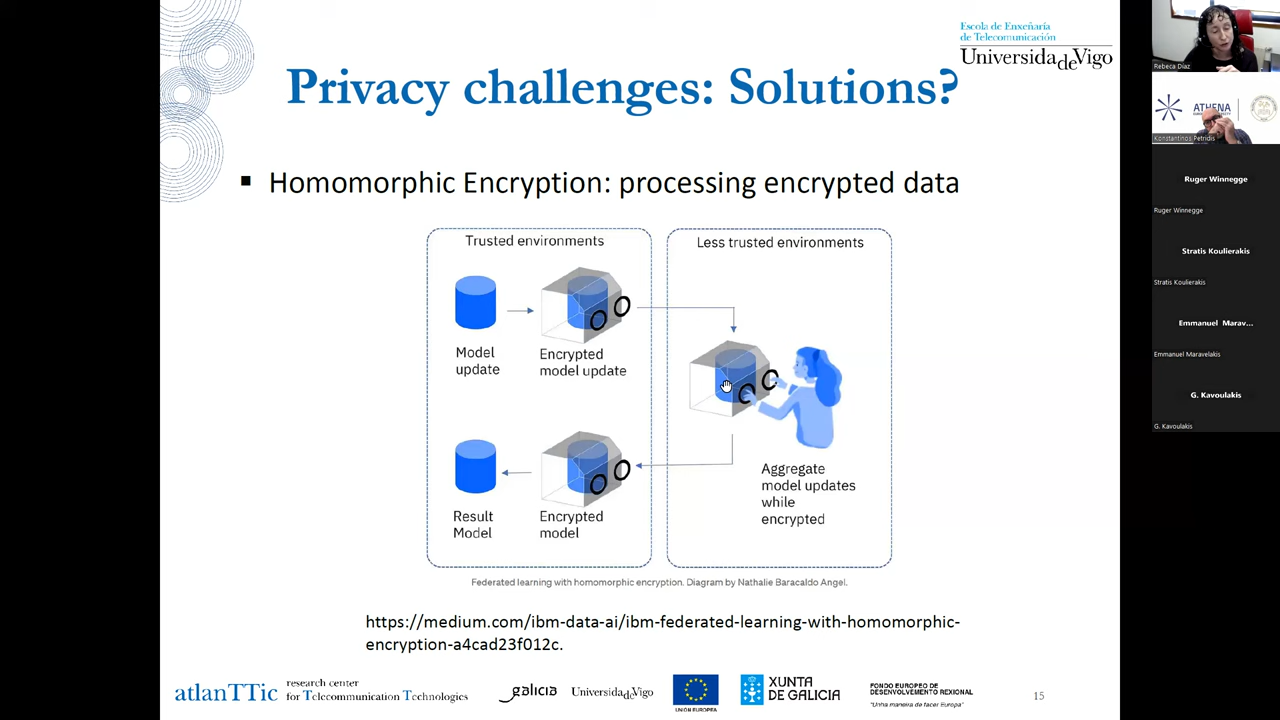 Escola de Enxeñaría
de Telecomunicación
UniversidadeVigo
Privacy challenges: Solutions?
▪ Homomorphic Encryption: processing encrypted data
Trusted environments
Less trusted environments
Model
update
Encrypted
model update
Result
Model
Encrypted
model
Aggregate
model updates
while
encrypted
Federated learning with homomorphic encryption. Diagram by Nathalie Baracaldo Angel.
https://medium.com/ibm-data-ai/ibm-federated-learning-with-homomorphic-
encryption-a4cad23f012c.
atlanTTic
research center
for Telecommunication Technologies
galicia
UniversidadeVigo
UNIÓN EUROPEA
XUNTA
DE GALICIA
FONDO EUROPEO DE
DESENVOLVEMENTO REXIONAL
"Unha maneira de facer Europa"
15
Rebeca Díaz
ATHENA
Konstantinos Petridis
Ruger Winnegge
Ruger Winnegge
Stratis Koulierakis
Stratis Koulierakis
Emmanuel Marav...
Emmanuel Maravelakis
G. Kavoulakis
G. Kavoulakis